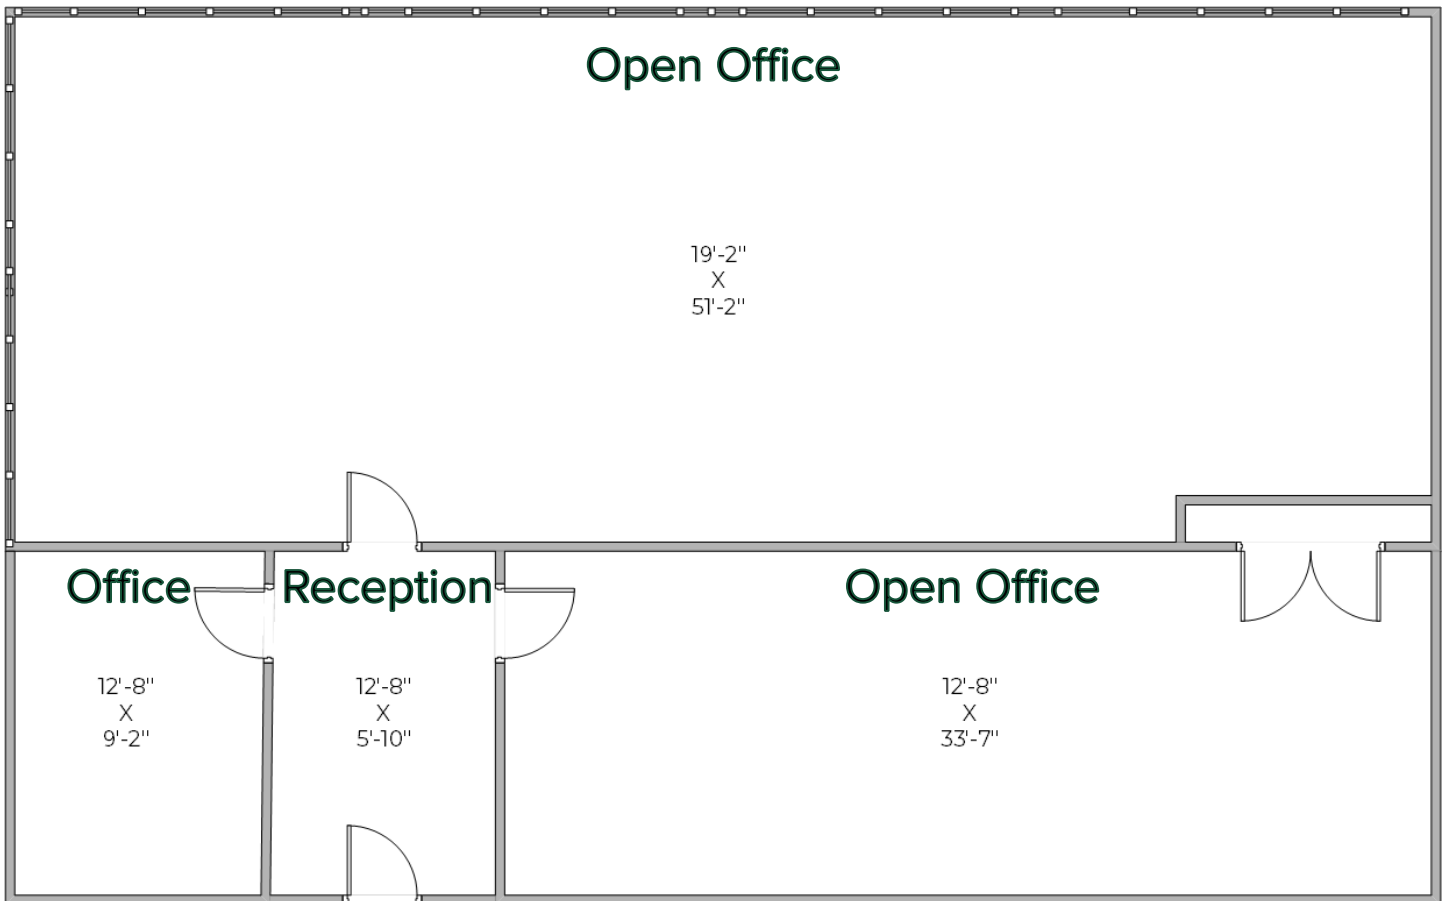 Open Office
19'-2"
X
51'-2"
Office
Reception
Open Office
12'-8"
X
9'-2"
12'-8"
X
5'-10"
12'-8"
X
33'-7"